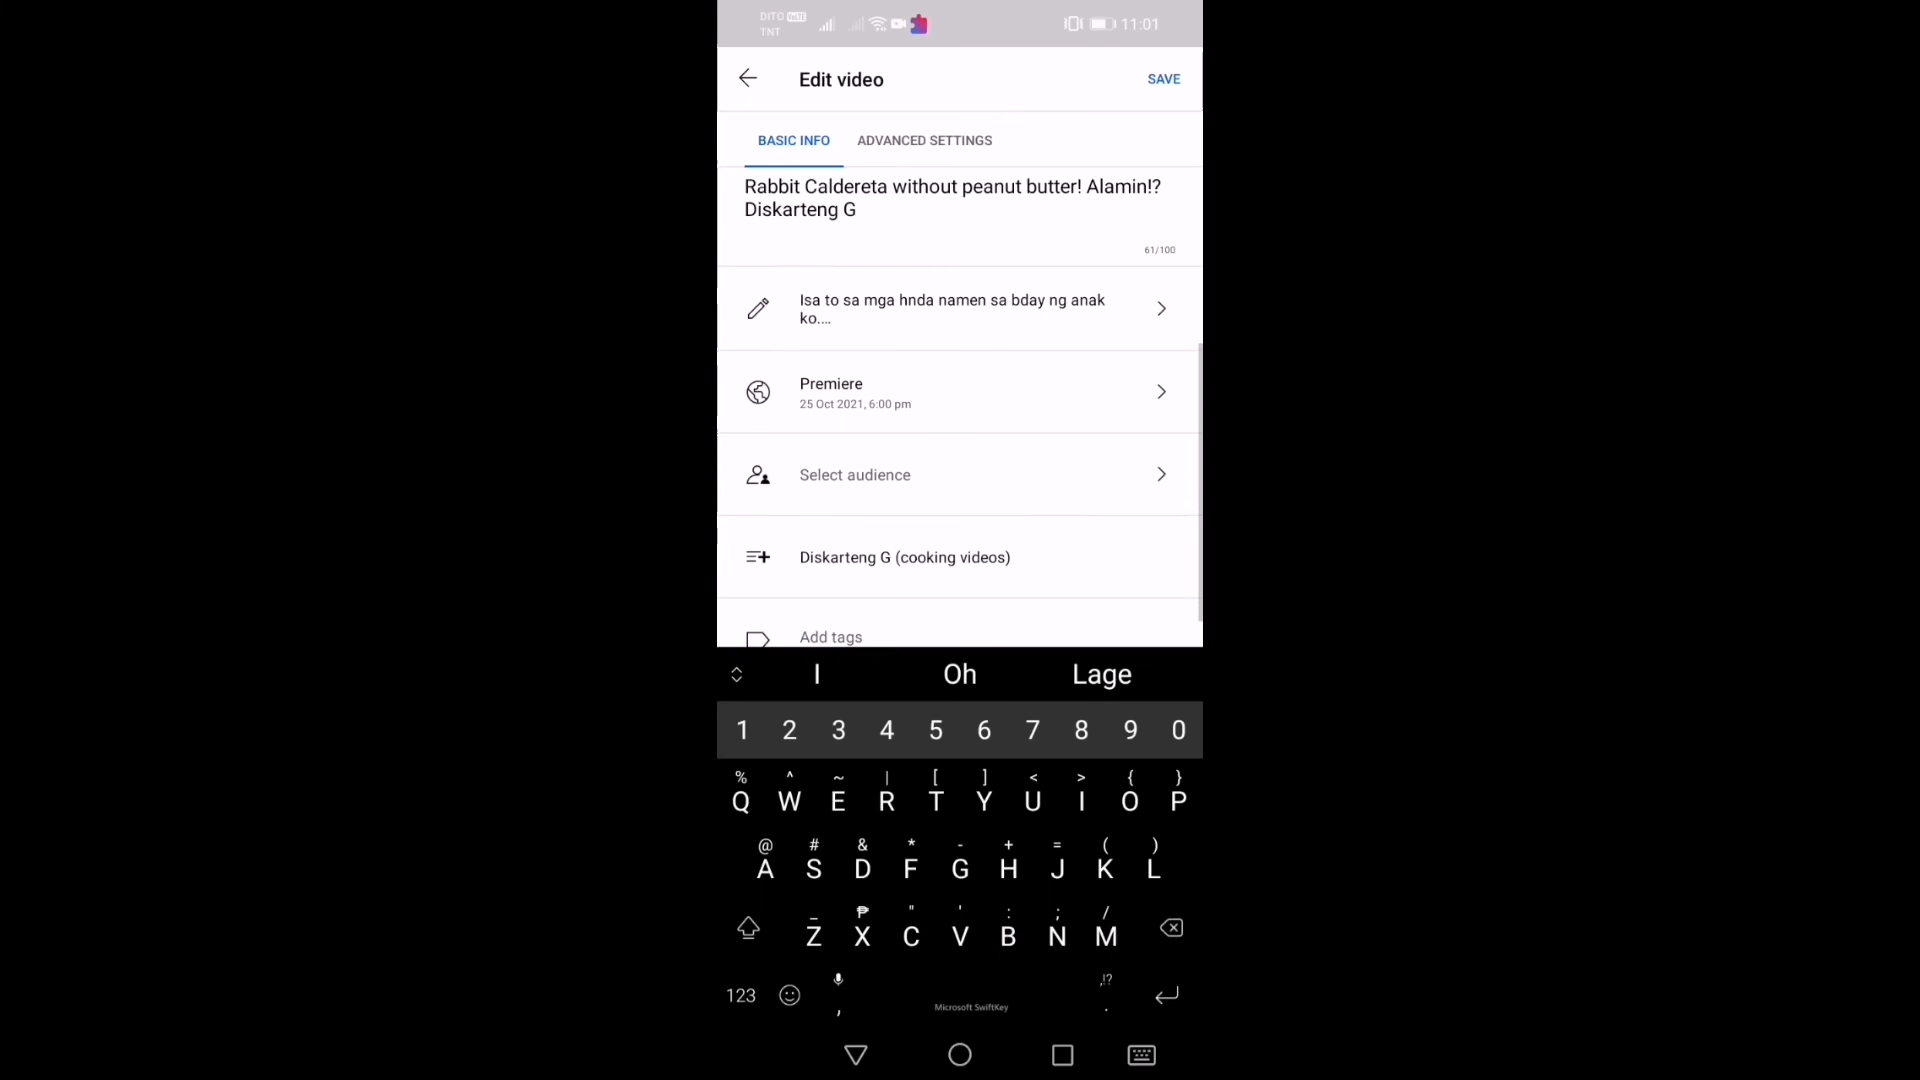 DITO VoLTE
TNT
11:01
Edit video
SAVE
BASIC INFO
ADVANCED SETTINGS
Rabbit Caldereta without peanut butter! Alamin!?
Diskarteng G
61/100
Isa to sa mga hnda namen sa bday ng anak
ko....
Premiere
25 Oct 2021, 6:00 pm
Select audience
Diskarteng G (cooking videos)
Add tags
I Oh Lage
1 2 3 4 5 6 7 8 9 0
% ^ ~ | [ ] < > { }
Q W E R T Y U I O P
@ # & * - + = ( )
A S D F G H J K L
_ ₱ " ' : ; /
Z X C V B N M
,!?
123 , Microsoft SwiftKey .